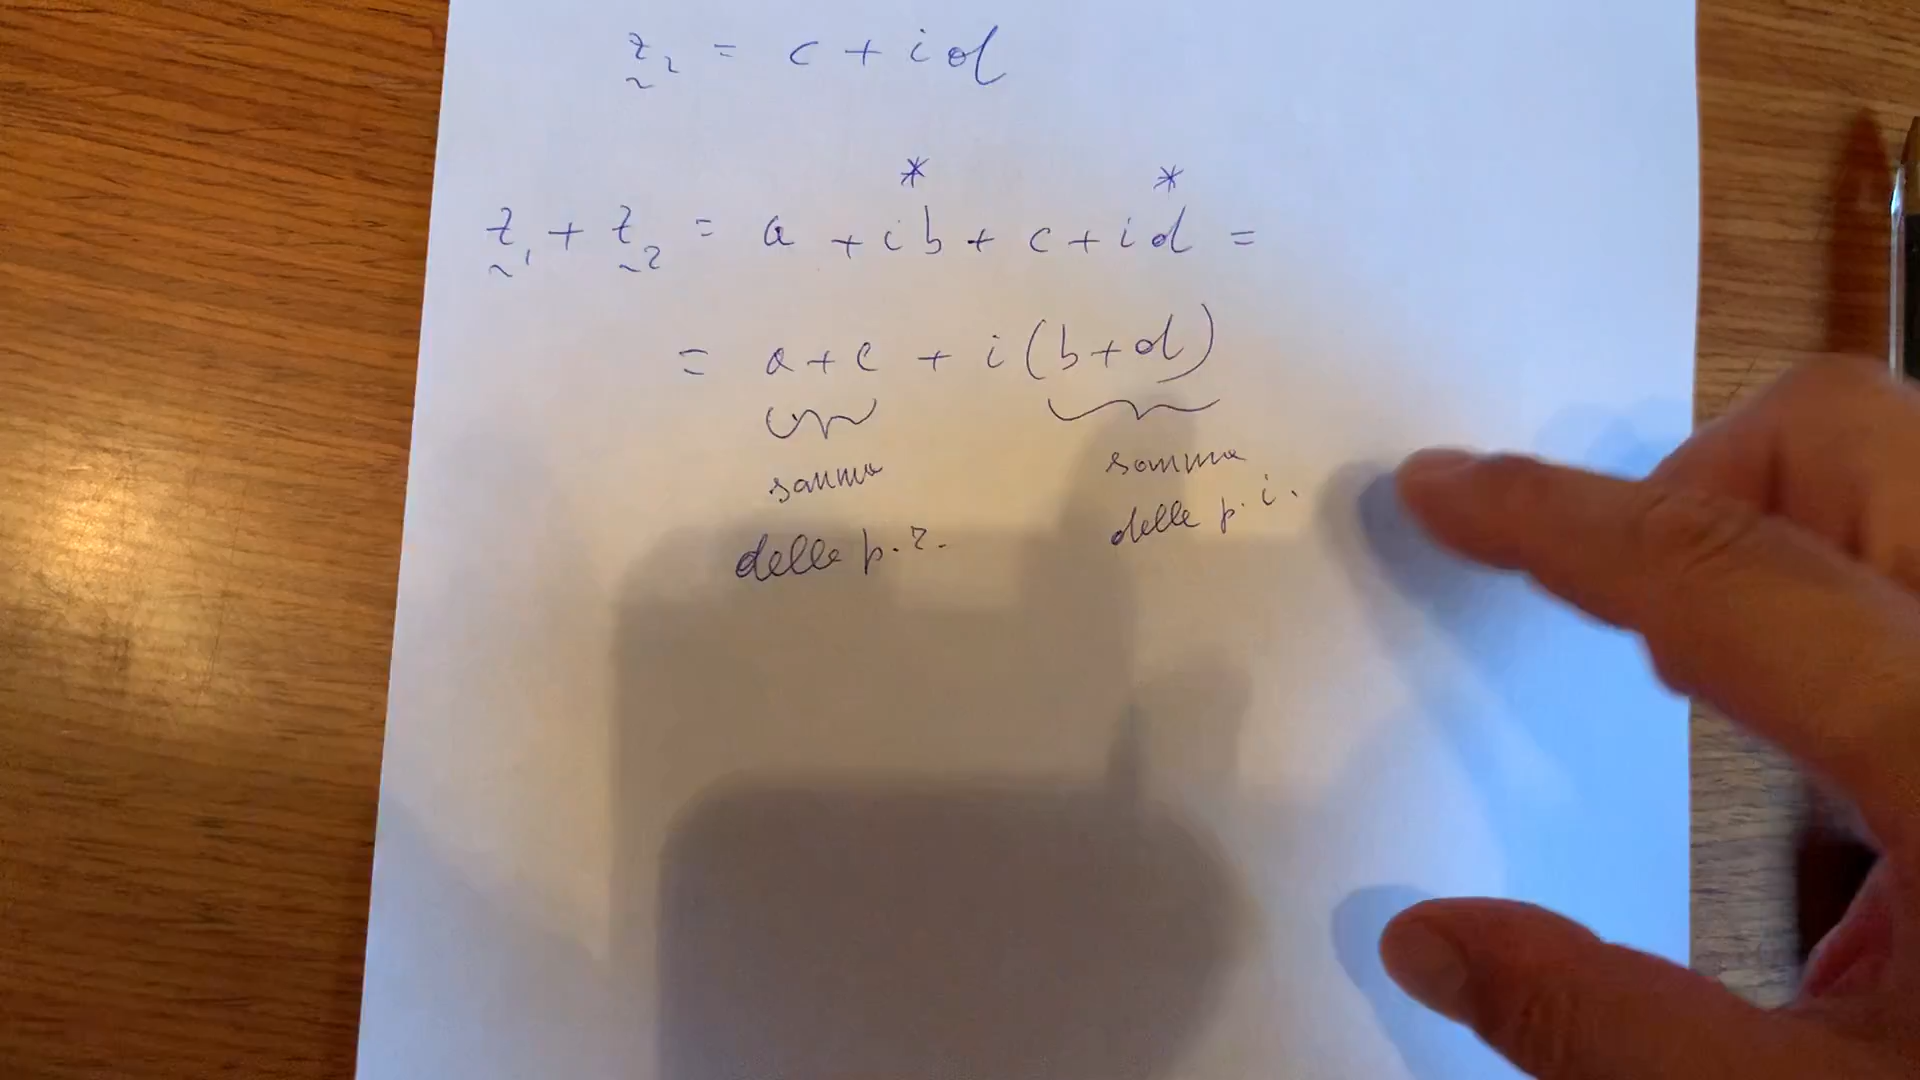 z₂ = c + id
* *
z₁ + z₂ = a + ib + c + id =
= a + c + i(b+d)
somma somma
delle p.r. delle p.i.